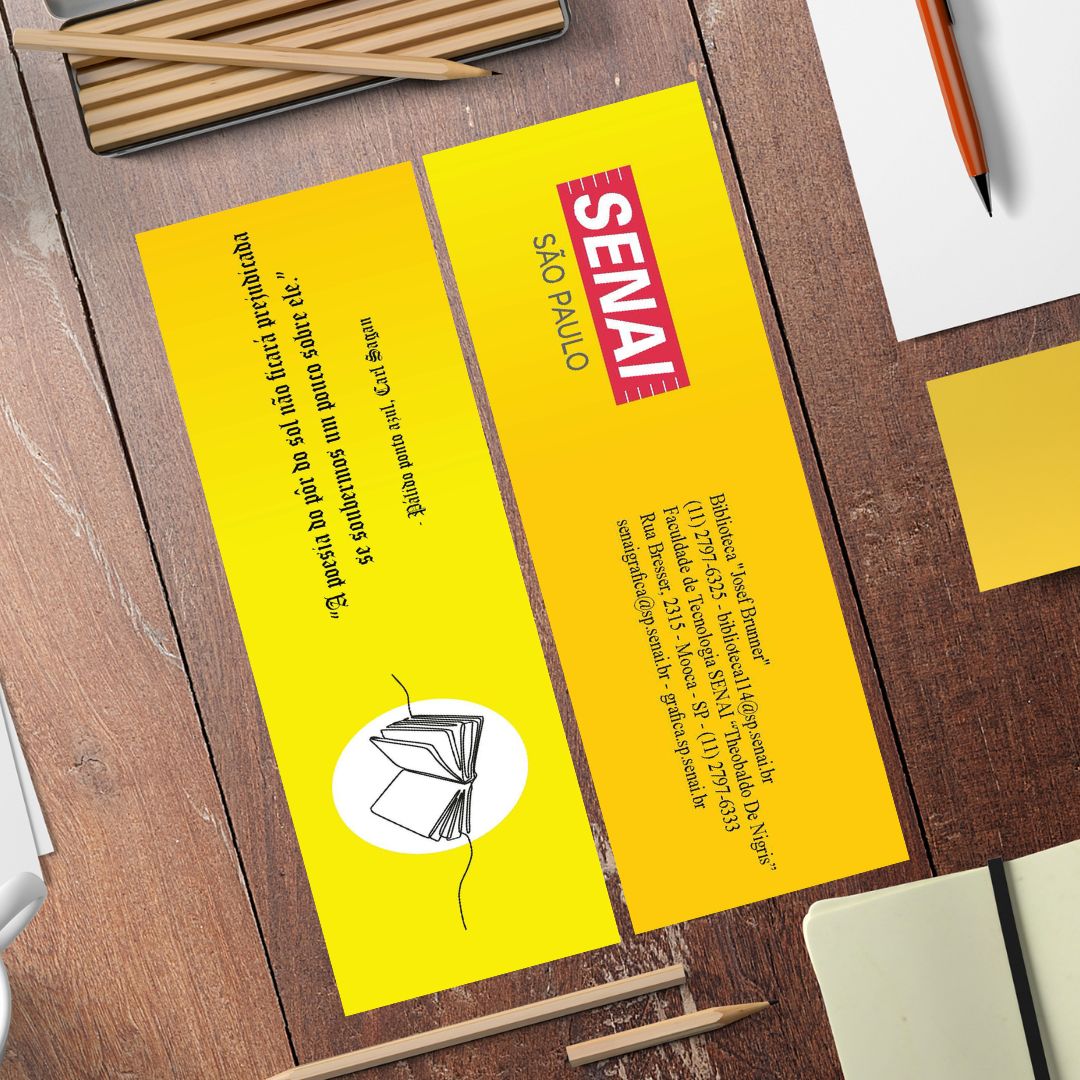 "A poesia do pôr do sol não ficará prejudicada
se soubermos um pouco sobre ele."
- Pálido ponto azul, Carl Sagan
SENAI
SÃO PAULO
Biblioteca "Josef Brunner"
(11) 2797-6325 - biblioteca114@sp.senai.br
Faculdade de Tecnologia SENAI “Theobaldo De Nigris”
Rua Bresser, 2315 - Mooca - SP - (11) 2797-6333
senaigrafica@sp.senai.br - grafica.sp.senai.br